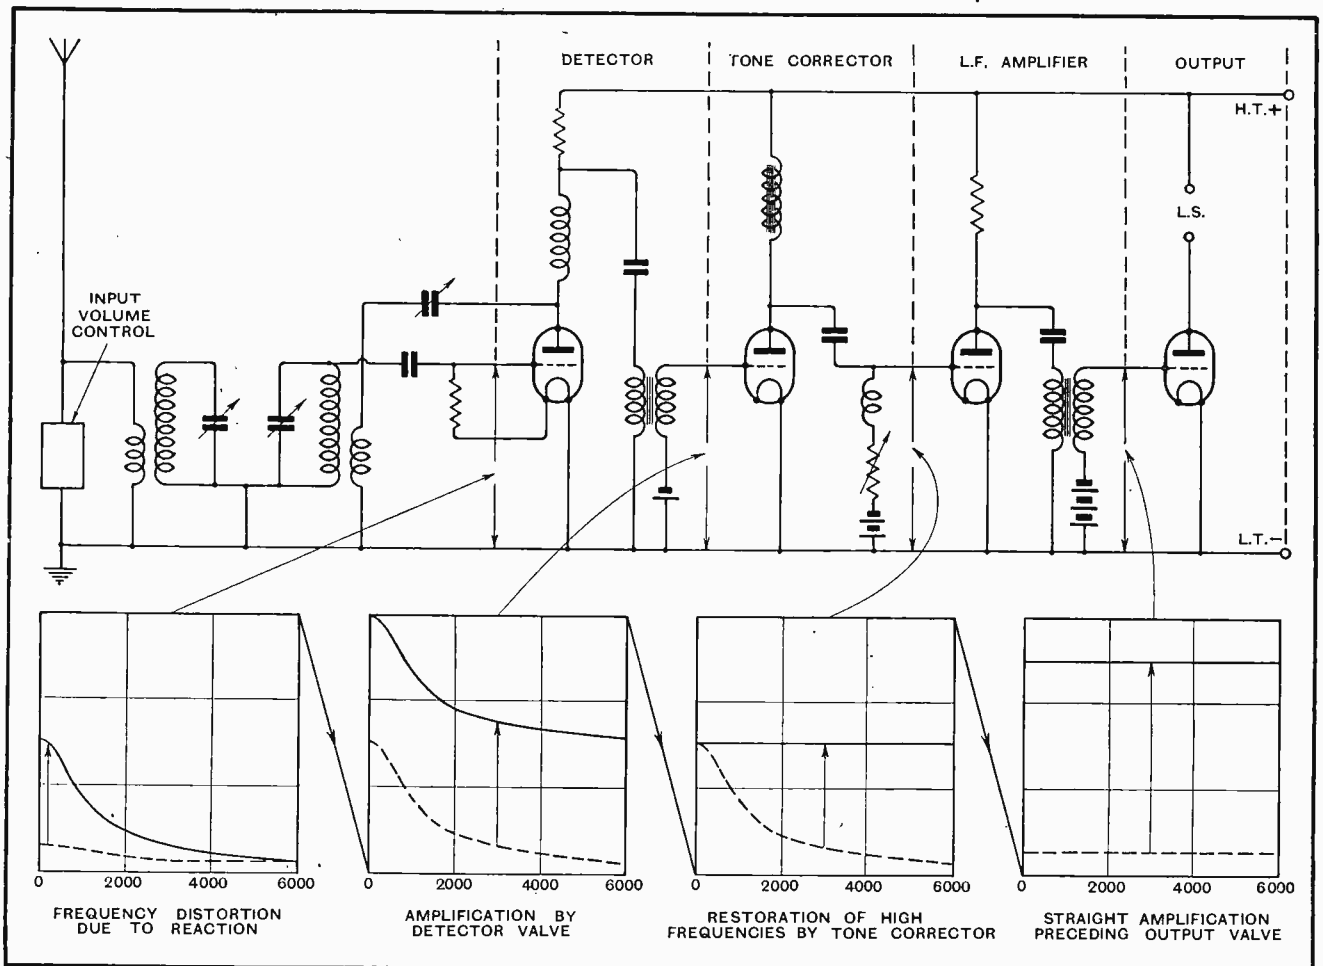 DETECTOR
TONE CORRECTOR
L.F. AMPLIFIER
OUTPUT
H.T.+
L.S.
INPUT
VOLUME
CONTROL
L.T.-
0 2000 4000 6000
0 2000 4000 6000
0 2000 4000 6000
0 2000 4000 6000
FREQUENCY DISTORTION
DUE TO REACTION
AMPLIFICATION BY
DETECTOR VALVE
RESTORATION OF HIGH
FREQUENCIES BY TONE CORRECTOR
STRAIGHT AMPLIFICATION
PRECEDING OUTPUT VALVE